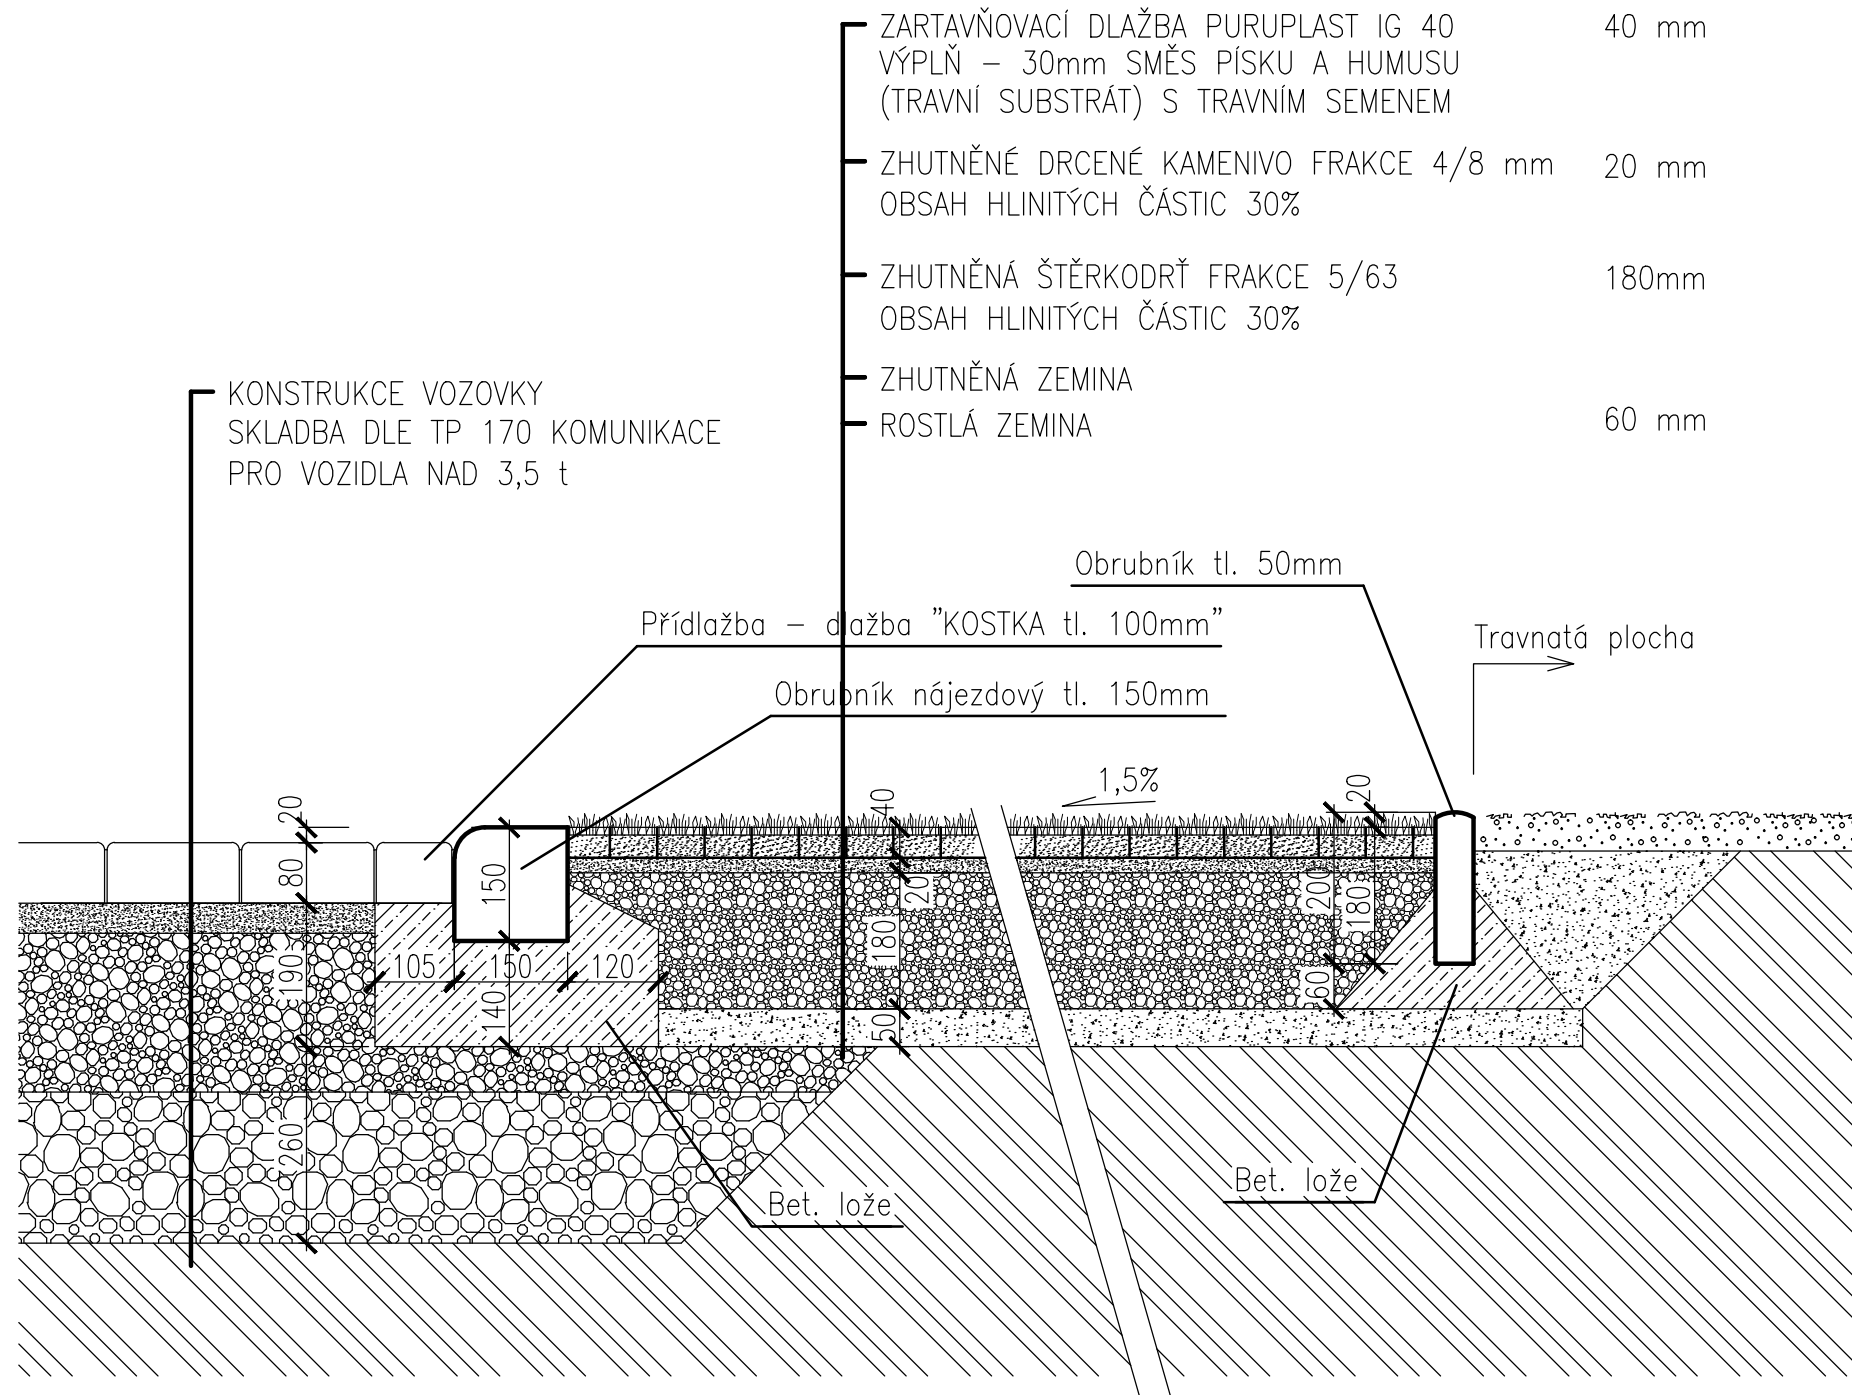 ZARTAVŇOVACÍ DLAŽBA PURUPLAST IG 40 40 mm
VÝPLŇ – 30mm SMĚS PÍSKU A HUMUSU
(TRAVNÍ SUBSTRÁT) S TRAVNÍM SEMENEM
ZHUTNĚNÉ DRCENÉ KAMENIVO FRAKCE 4/8 mm 20 mm
OBSAH HLINITÝCH ČÁSTIC 30%
ZHUTNĚNÁ ŠTĚRKODRŤ FRAKCE 5/63 180mm
OBSAH HLINITÝCH ČÁSTIC 30%
ZHUTNĚNÁ ZEMINA
ROSTLÁ ZEMINA 60 mm
KONSTRUKCE VOZOVKY
SKLADBA DLE TP 170 KOMUNIKACE
PRO VOZIDLA NAD 3,5 t
Obrubník tl. 50mm
Přídlažba – dlažba "KOSTKA tl. 100mm"
Travnatá plocha
Obrubník nájezdový tl. 150mm
1,5%
20
80
190
260
150
140
105 150 120
40
20
180
50
20
200
180
60
Bet. lože
Bet. lože